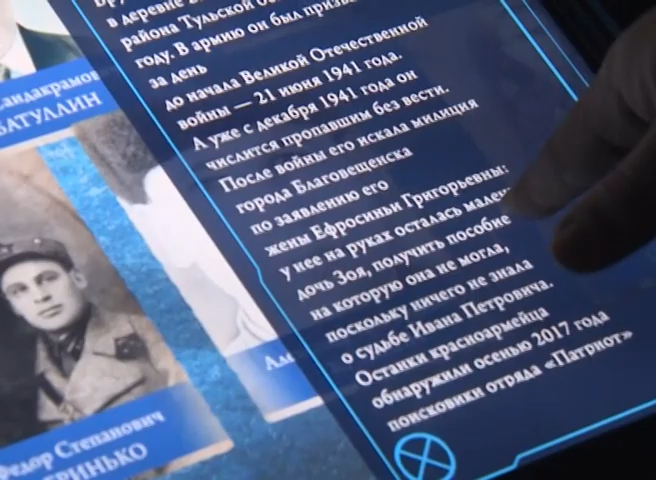 в деревне
района Тульской
году. В армию он был
за день
до начала Великой Отечественной
войны — 21 июня 1941 года.
А уже с декабря 1941 года он
числится пропавшим без вести.
После войны его искала милиция
города Благовещенска
по заявлению его
жены Ефросиньи Григорьевны:
у нее на руках осталась
дочь Зоя, получить пособие
на которую она не могла,
поскольку ничего не знала
о судьбе Ивана Петровича.
Останки красноармейца
обнаружили осенью 2017 года
поисковики отряда «Патриот»
Степанович